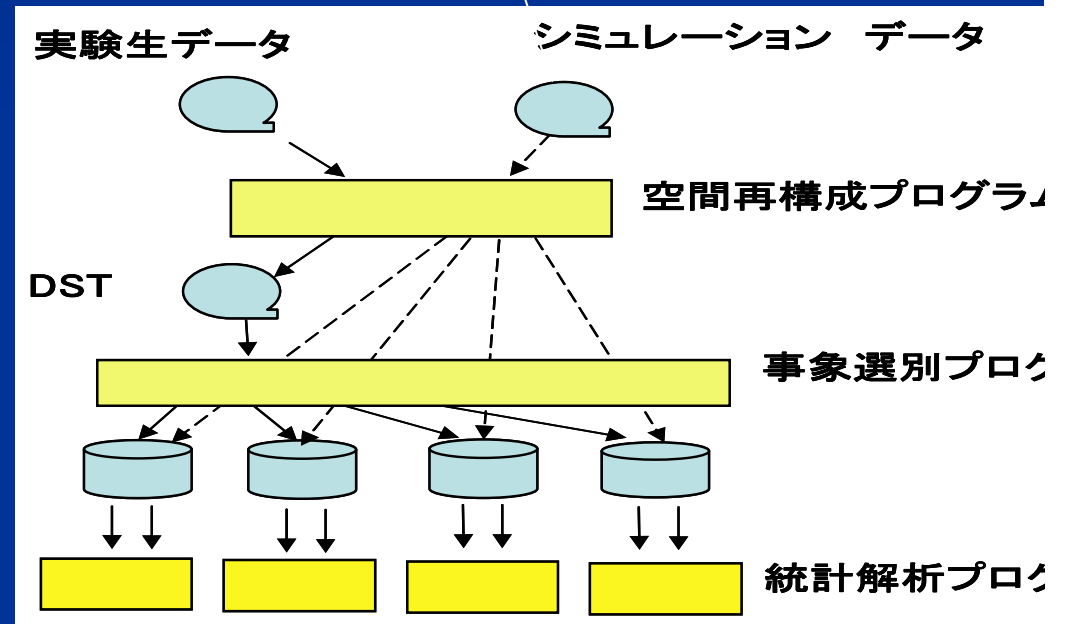 実験生データ
シミュレーション データ
空間再構成プログラム
DST
事象選別プログ
統計解析プログ